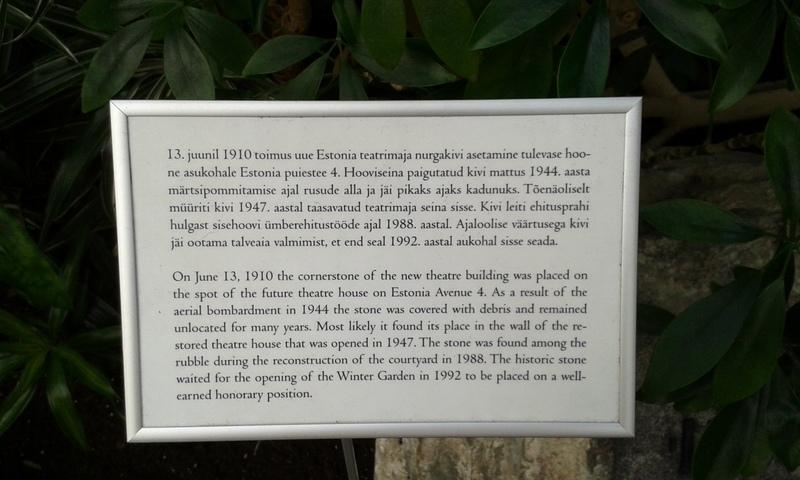 13. juunil 1910 toimus uue Estonia teatrimaja nurgakivi asetamine tulevase hoo-
ne asukohale Estonia puiestee 4. Hooviseina paigutatud kivi mattus 1944. aasta
märtsipommitamise ajal rusude alla ja jäi pikaks ajaks kadunuks. Tõenäoliselt
müüriti kivi 1947. aastal taasavatud teatrimaja seina sisse. Kivi leiti ehitusprahi
hulgast sisehoovi ümberehitustööde ajal 1988. aastal. Ajaloolise väärtusega kivi
jäi ootama talveaia valmimist, et end seal 1992. aastal aukohal sisse seada.
On June 13, 1910 the cornerstone of the new theatre building was placed on
the spot of the future theatre house on Estonia Avenue 4. As a result of the
aerial bombardment in 1944 the stone was covered with debris and remained
unlocated for many years. Most likely it found its place in the wall of the re-
stored theatre house that was opened in 1947. The stone was found among the
rubble during the reconstruction of the courtyard in 1988. The historic stone
waited for the opening of the Winter Garden in 1992 to be placed on a well-
earned honorary position.